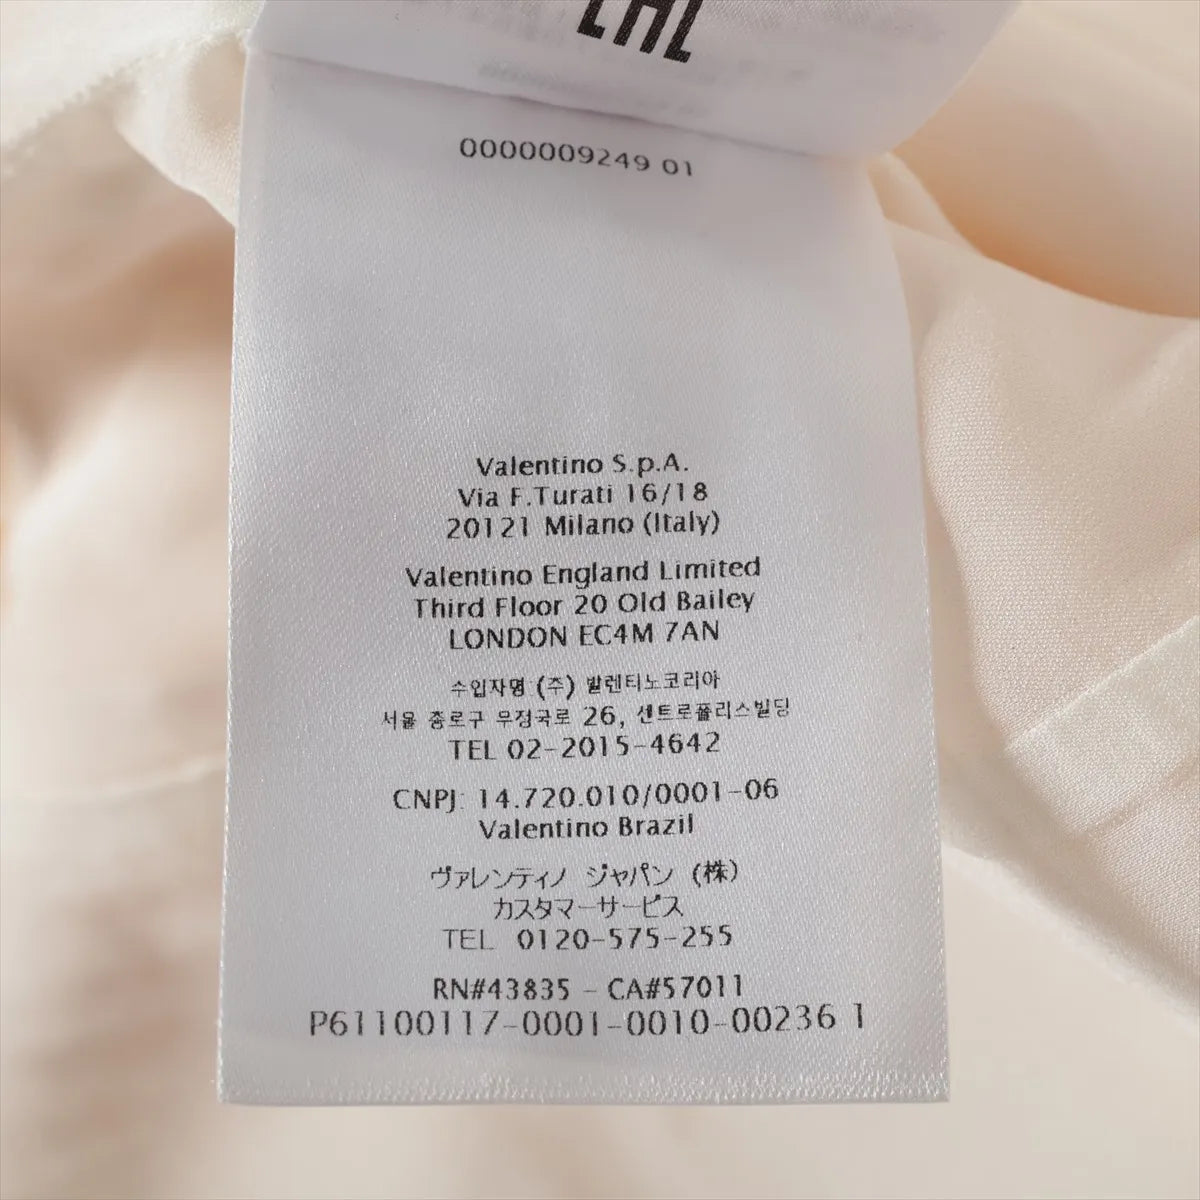 EAC
0000009249 01
Valentino S.p.A.
Via F.Turati 16/18
20121 Milano (Italy)
Valentino England Limited
Third Floor 20 Old Bailey
LONDON EC4M 7AN
수입자명 (주) 발렌티노코리아
서울 종로구 우정국로 26, 센트로폴리스빌딩
TEL 02-2015-4642
CNPJ: 14.720.010/0001-06
Valentino Brazil
ヴァレンティノ ジャパン (株)
カスタマーサービス
TEL 0120-575-255
RN#43835 - CA#57011
P61100117-0001-0010-00236 1